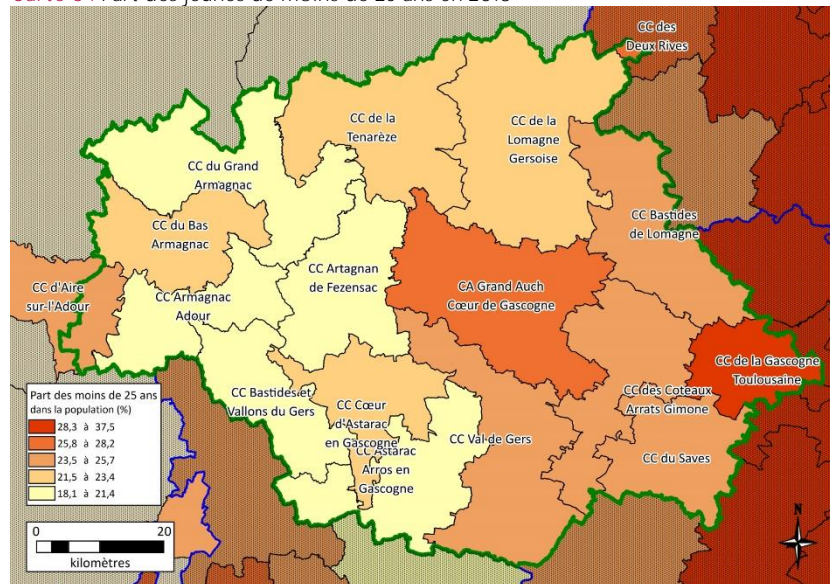 CC des
Deux Rives
CC de la
Tenarèze
CC de la
Lomagne
Gersoise
CC du Grand
Armagnac
CC du Bas
Armagnac
CC Bastides
de Lomagne
CC Artagnan
de Fezensac
CA Grand Auch
Cœur de Gascogne
CC d'Aire
sur-l'Adour
CC Armagnac
Adour
CC de la Gascogne
Toulousaine
CC des Coteaux
Arrats Gimone
CC Bastides et
Vallons du Gers
CC Cœur
d'Astarac
en Gascogne
CC Astarac
Arros en
Gascogne
CC Val de Gers
CC du Saves
Part des moins de 25 ans
dans la population (%)
28,3 à 37,5
25,8 à 28,2
23,5 à 25,7
21,5 à 23,4
18,1 à 21,4
0 20
kilomètres
N